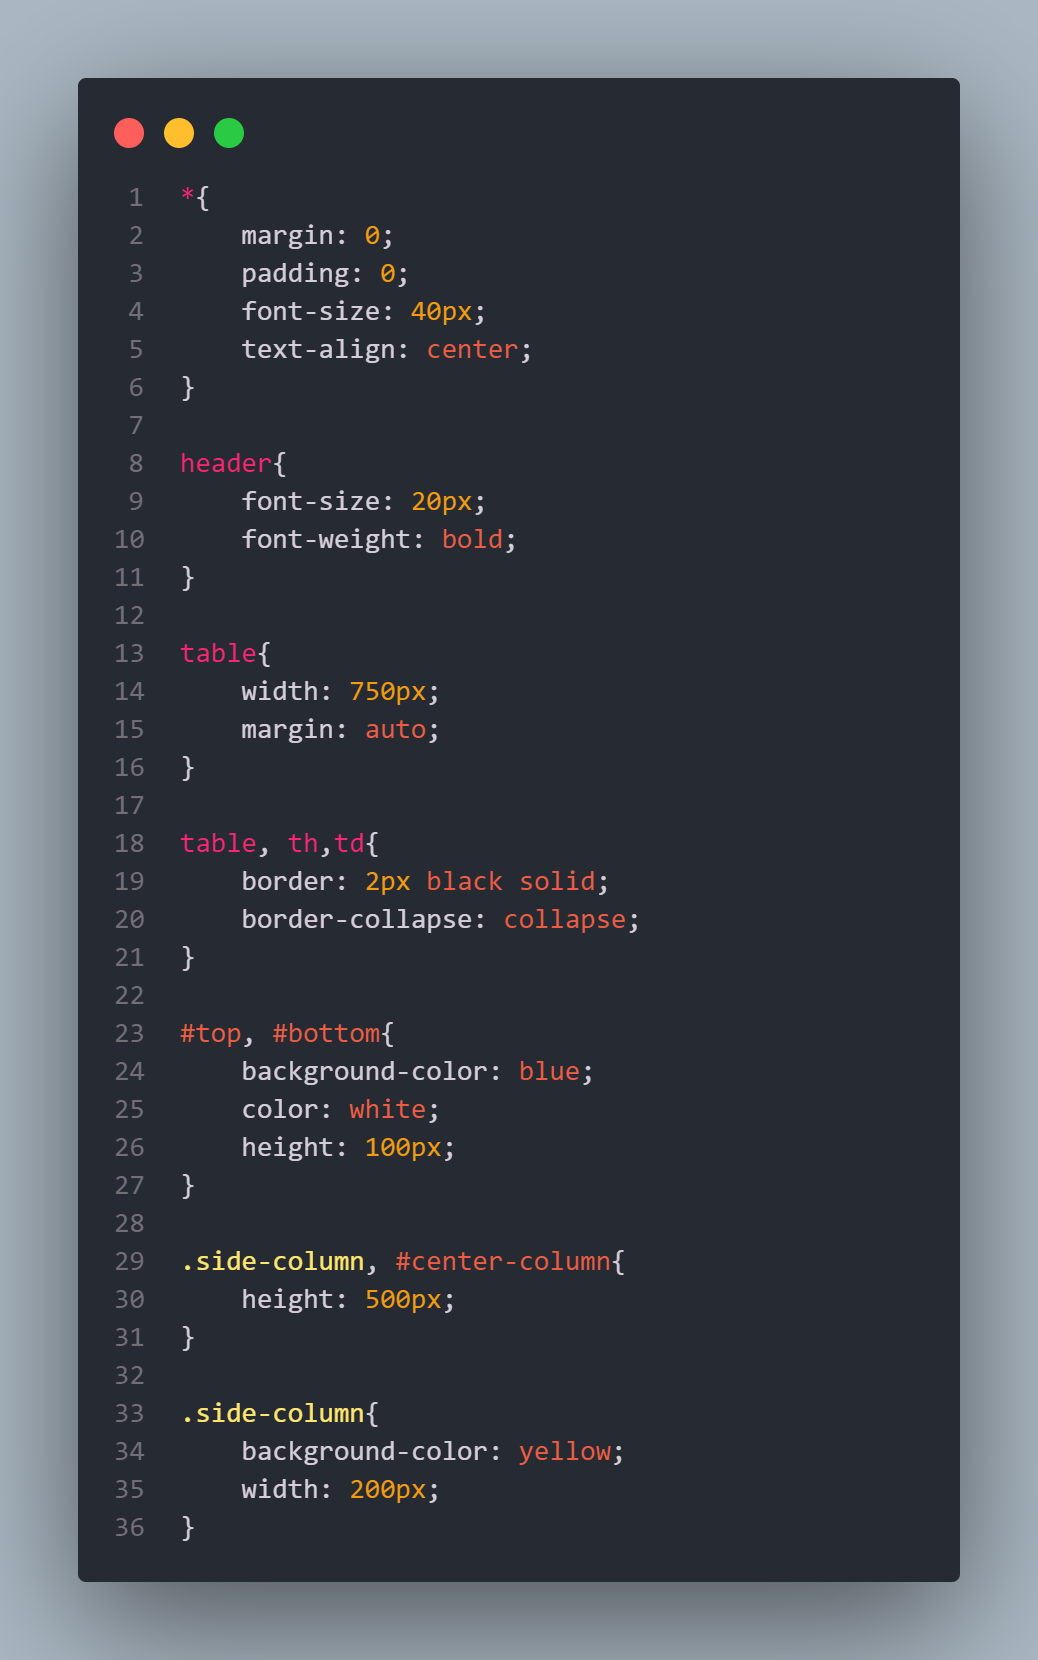 1 *{
2     margin: 0;
3     padding: 0;
4     font-size: 40px;
5     text-align: center;
6 }
7
8 header{
9     font-size: 20px;
10     font-weight: bold;
11 }
12
13 table{
14     width: 750px;
15     margin: auto;
16 }
17
18 table, th,td{
19     border: 2px black solid;
20     border-collapse: collapse;
21 }
22
23 #top, #bottom{
24     background-color: blue;
25     color: white;
26     height: 100px;
27 }
28
29 .side-column, #center-column{
30     height: 500px;
31 }
32
33 .side-column{
34     background-color: yellow;
35     width: 200px;
36 }